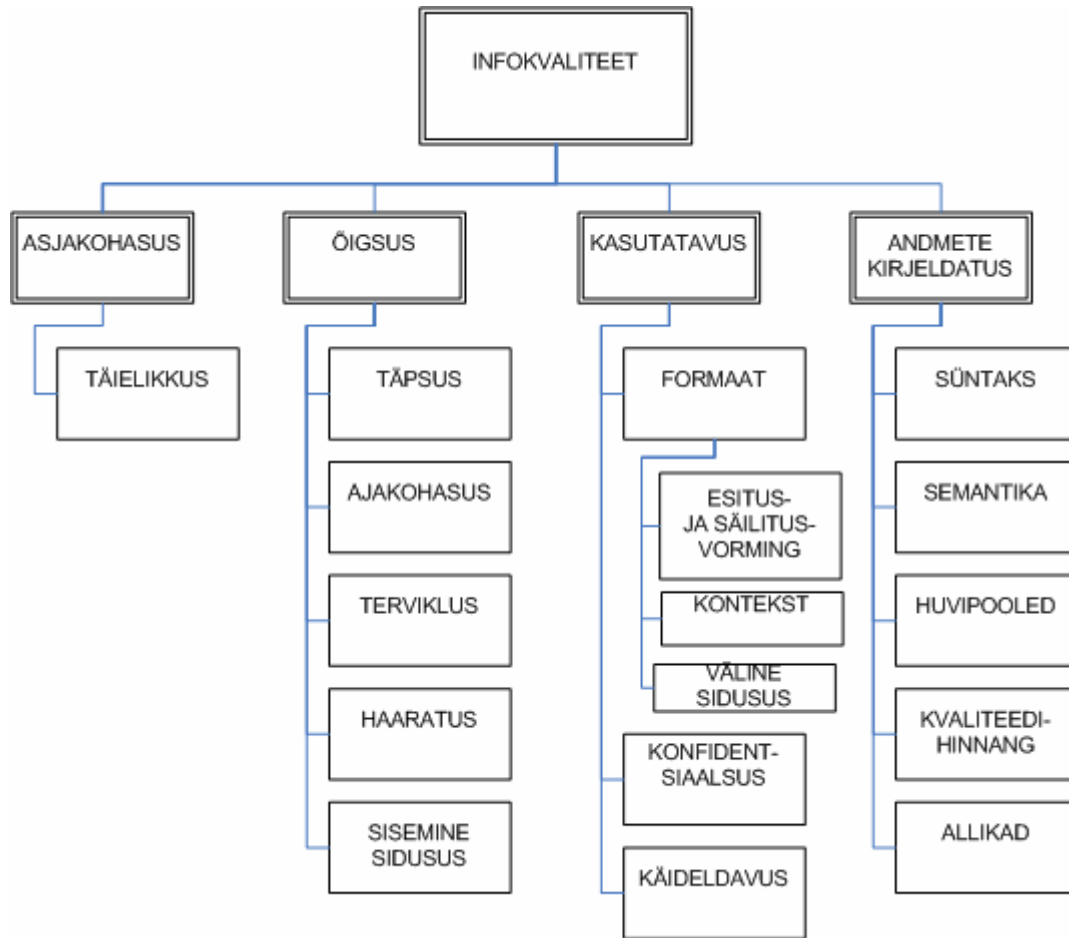 INFOKVALITEET
ASJAKOHASUS
TÄIELIKKUS
ÕIGSUS
TÄPSUS
AJAKOHASUS
TERVIKLUS
HAARATUS
SISEMINE
SIDUSUS
KASUTATAVUS
FORMAAT
ESITUS-
JA SÄILITUS-
VORMING
KONTEKST
VÄLINE
SIDUSUS
KONFIDENT-
SIAALSUS
KÄIDELDAVUS
ANDMETE
KIRJELDATUS
SÜNTAKS
SEMANTIKA
HUVIPOOLED
KVALITEEDI-
HINNANG
ALLIKAD